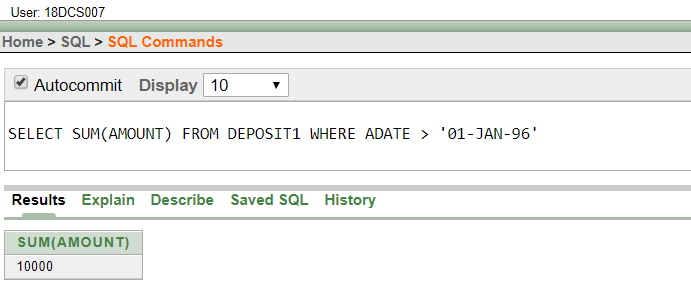 User: 18DCS007
Home > SQL > SQL Commands
Autocommit Display 10
SELECT SUM(AMOUNT) FROM DEPOSIT1 WHERE ADATE > '01-JAN-96'
Results Explain Describe Saved SQL History
SUM(AMOUNT)
10000